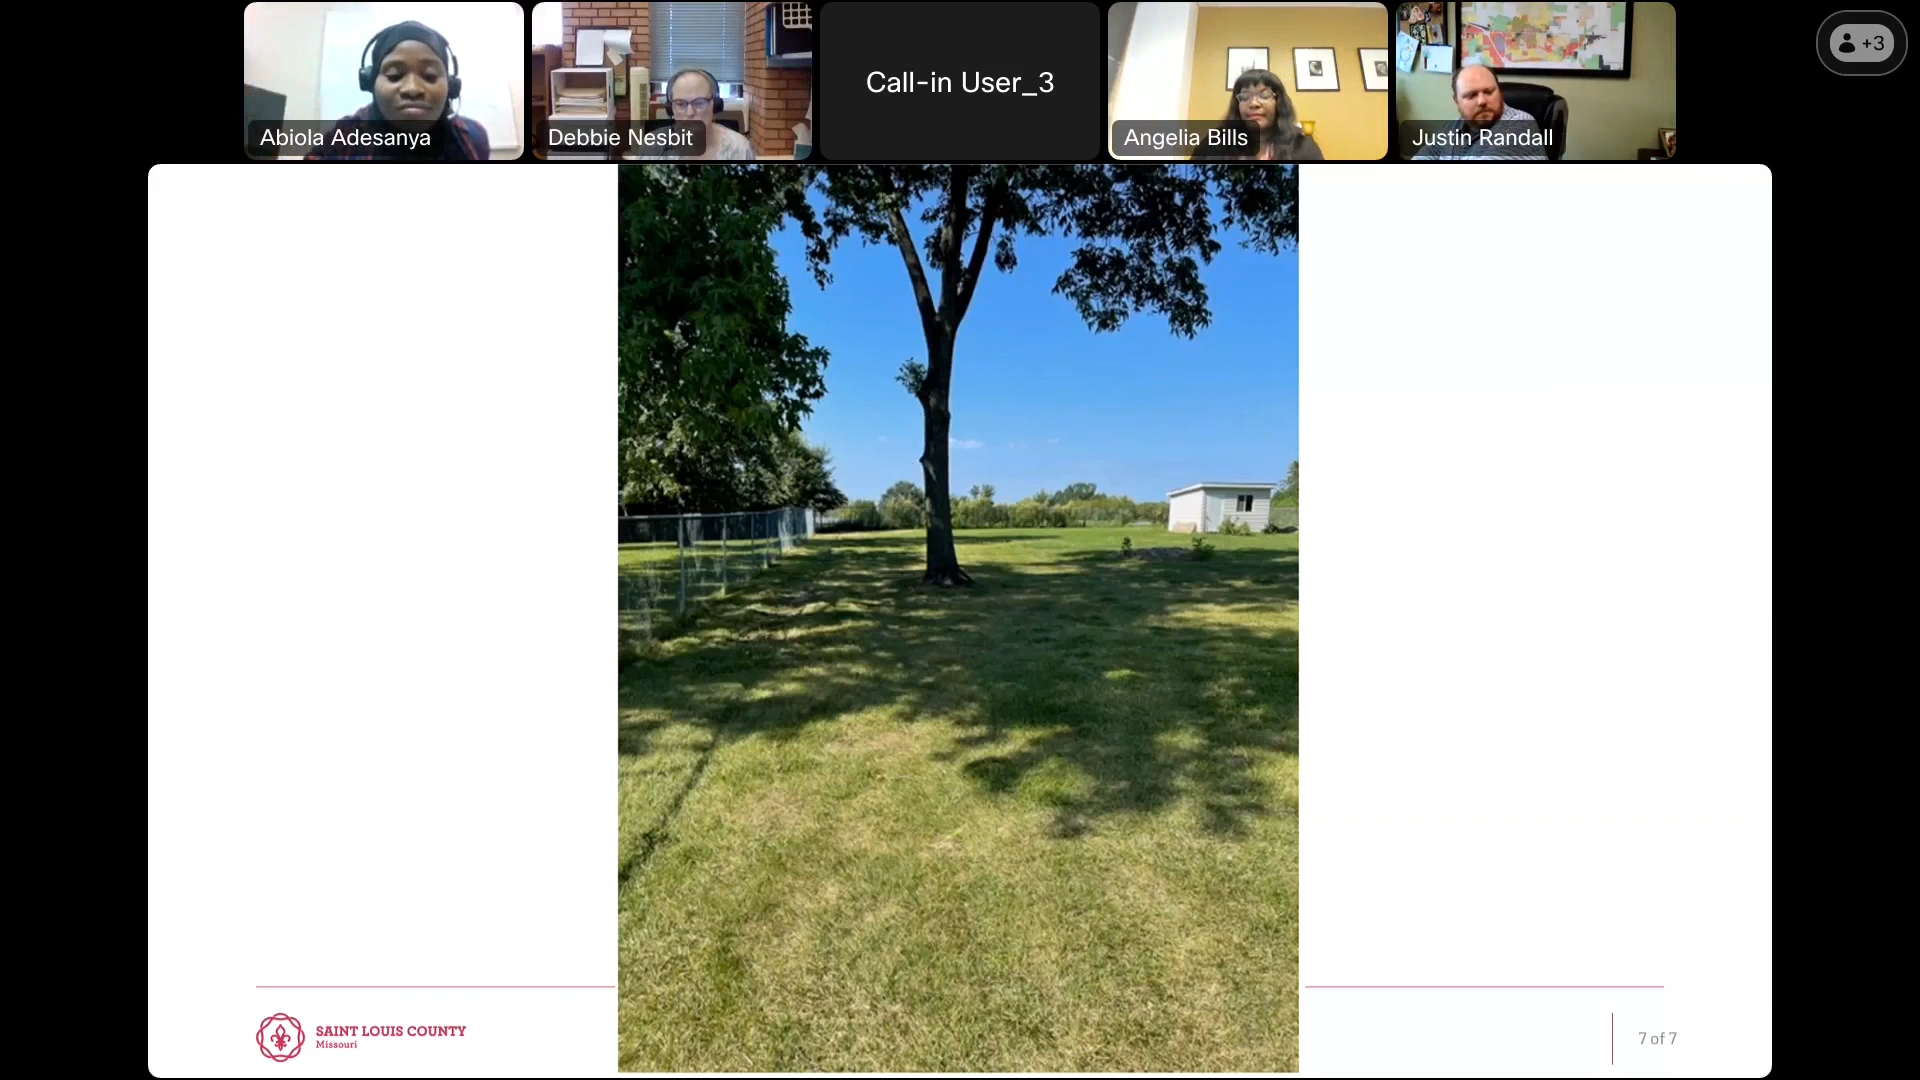 Abiola Adesanya
Debbie Nesbit
Call-in User_3
Angelia Bills
Justin Randall
+3
SAINT LOUIS COUNTY
Missouri
7 of 7